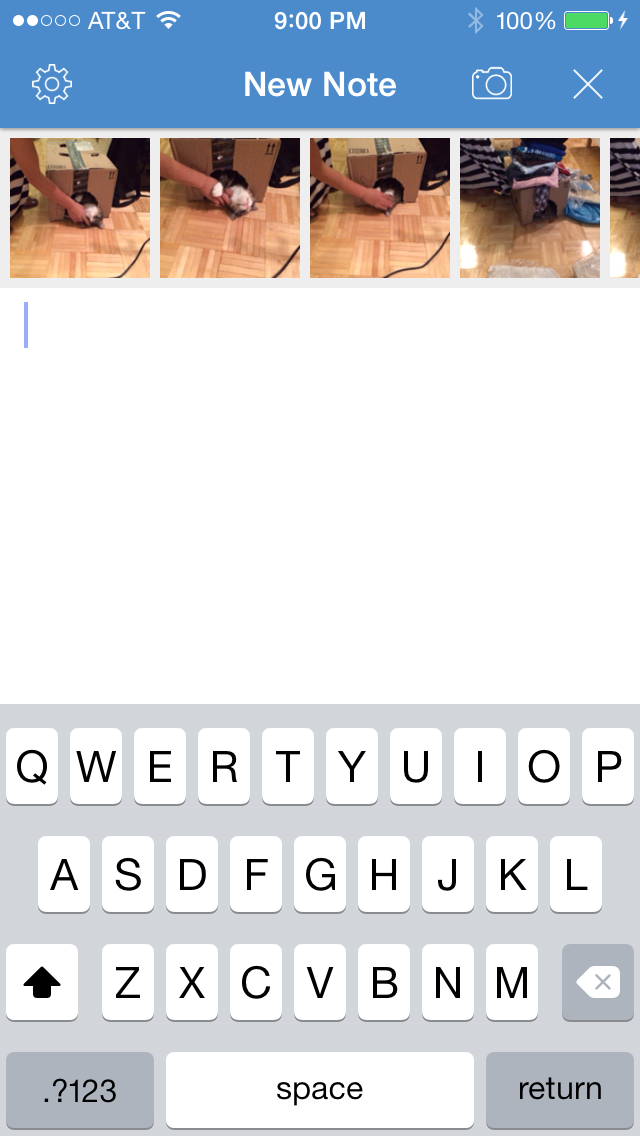 AT&T 9:00 PM 100%
New Note
Q W E R T Y U I O P
A S D F G H J K L
Z X C V B N M
.?123 space return